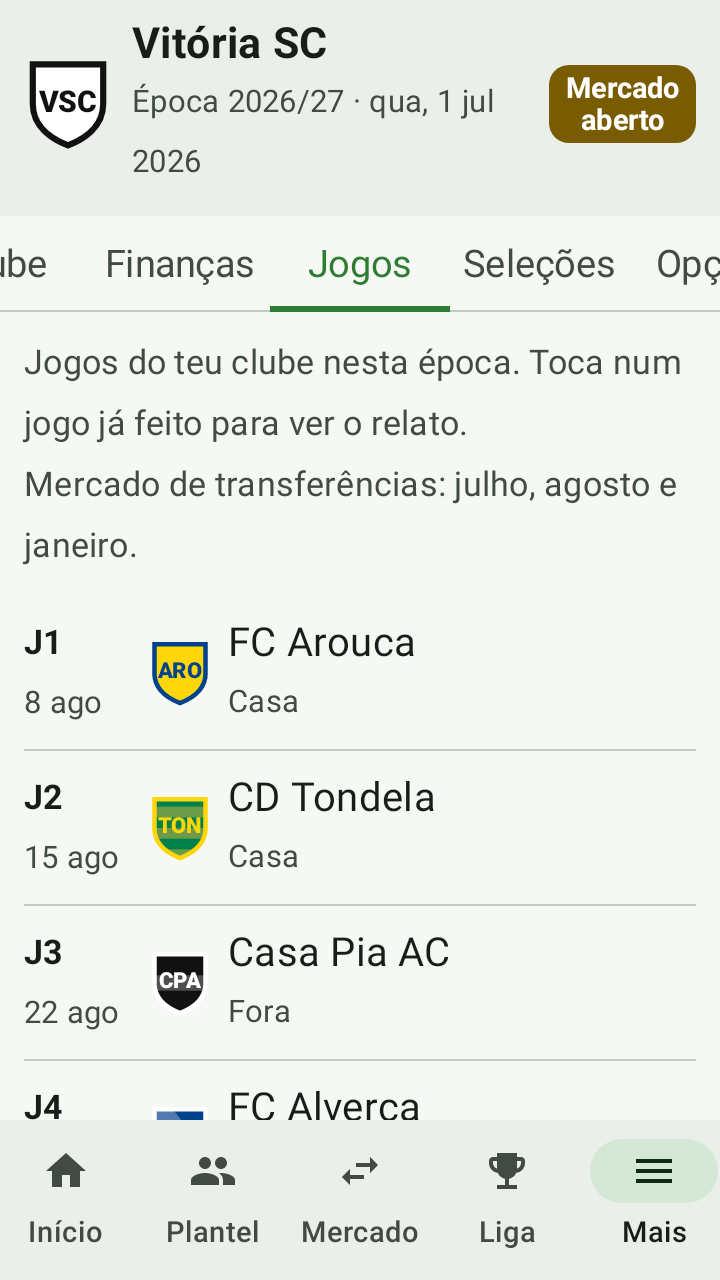 Vitória SC
VSC
Época 2026/27 · qua, 1 jul
2026
Mercado
aberto
ube
Finanças
Jogos
Seleções
Opç
Jogos do teu clube nesta época. Toca num
jogo já feito para ver o relato.
Mercado de transferências: julho, agosto e
janeiro.
J1
8 ago
ARO
FC Arouca
Casa
J2
15 ago
TON
CD Tondela
Casa
J3
22 ago
CPA
Casa Pia AC
Fora
J4
FC Alverca
Início
Plantel
Mercado
Liga
Mais